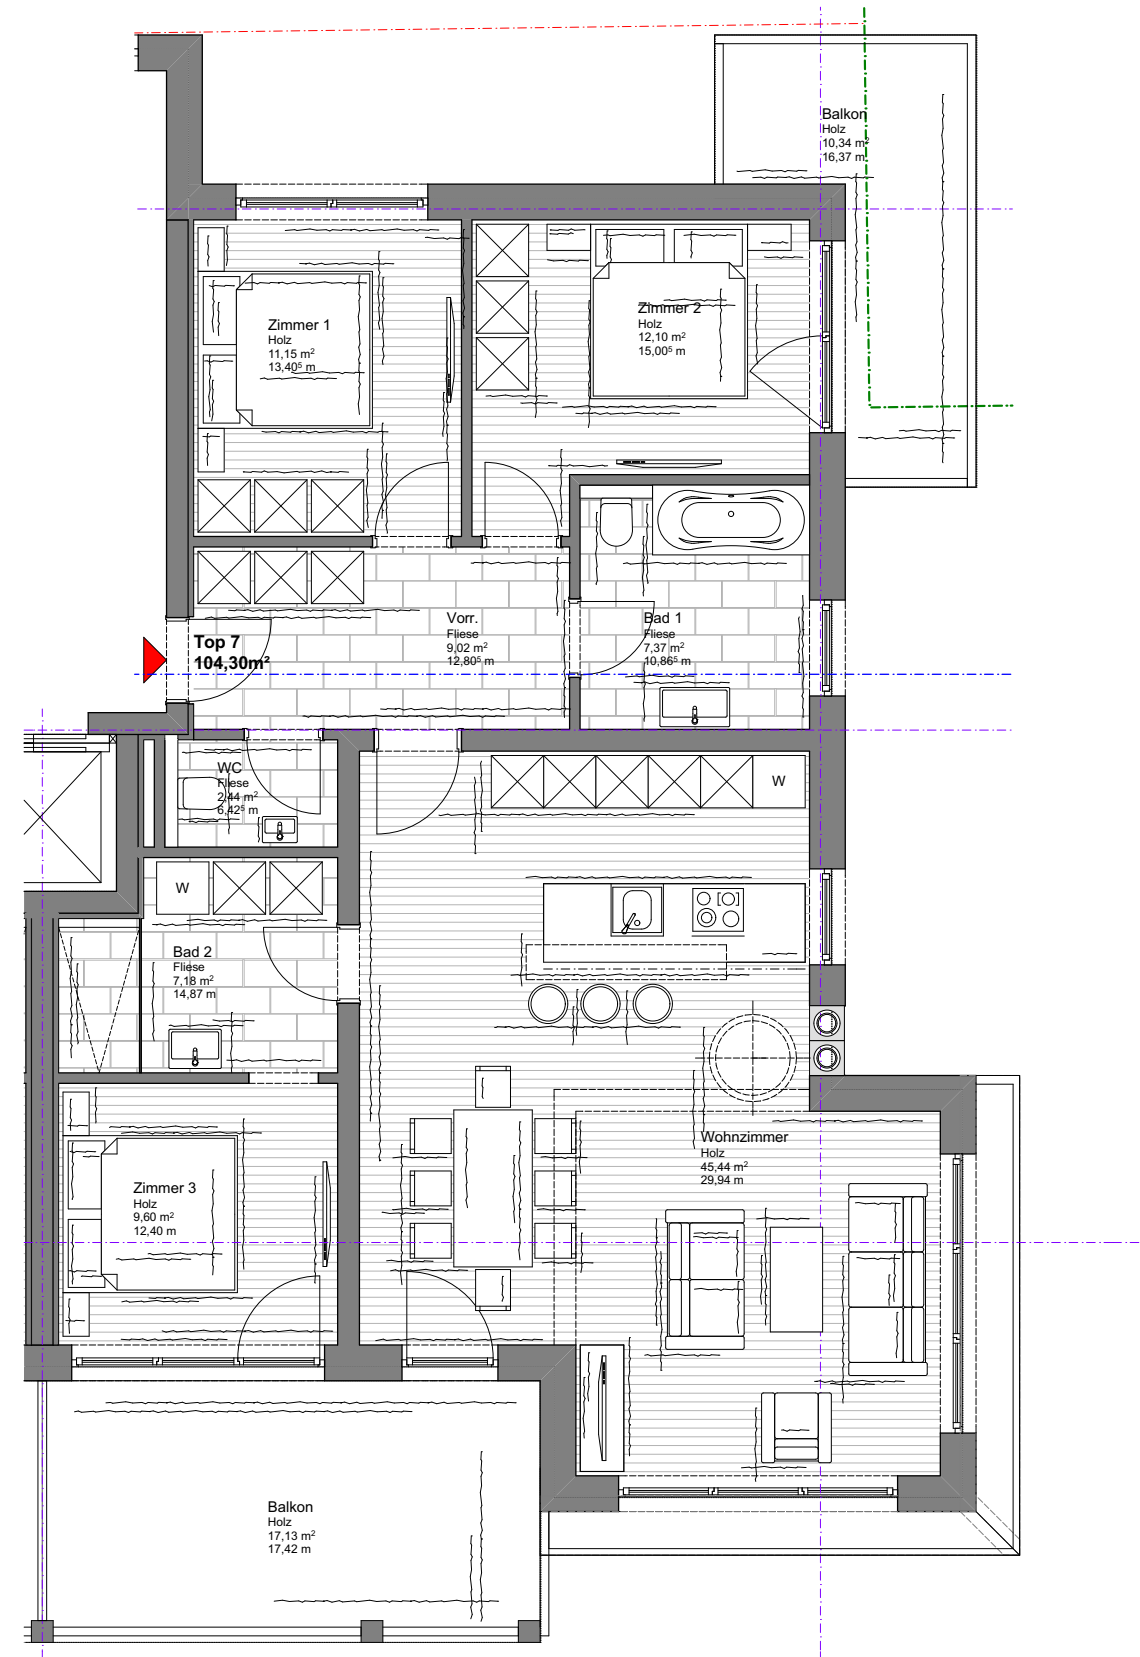 Balkon
Holz
10,34 m²
16,37 m
Zimmer 1
Holz
11,15 m²
13,40⁵ m
Zimmer 2
Holz
12,10 m²
15,00⁵ m
Vorr.
Fliese
9,02 m²
12,80⁵ m
Bad 1
Fliese
7,37 m²
10,86⁵ m
Top 7
104,30m²
WC
Fliese
2,44 m²
6,42⁵ m
W
W
Bad 2
Fliese
7,18 m²
14,87 m
Wohnzimmer
Holz
45,44 m²
29,94 m
Zimmer 3
Holz
9,60 m²
12,40 m
Balkon
Holz
17,13 m²
17,42 m